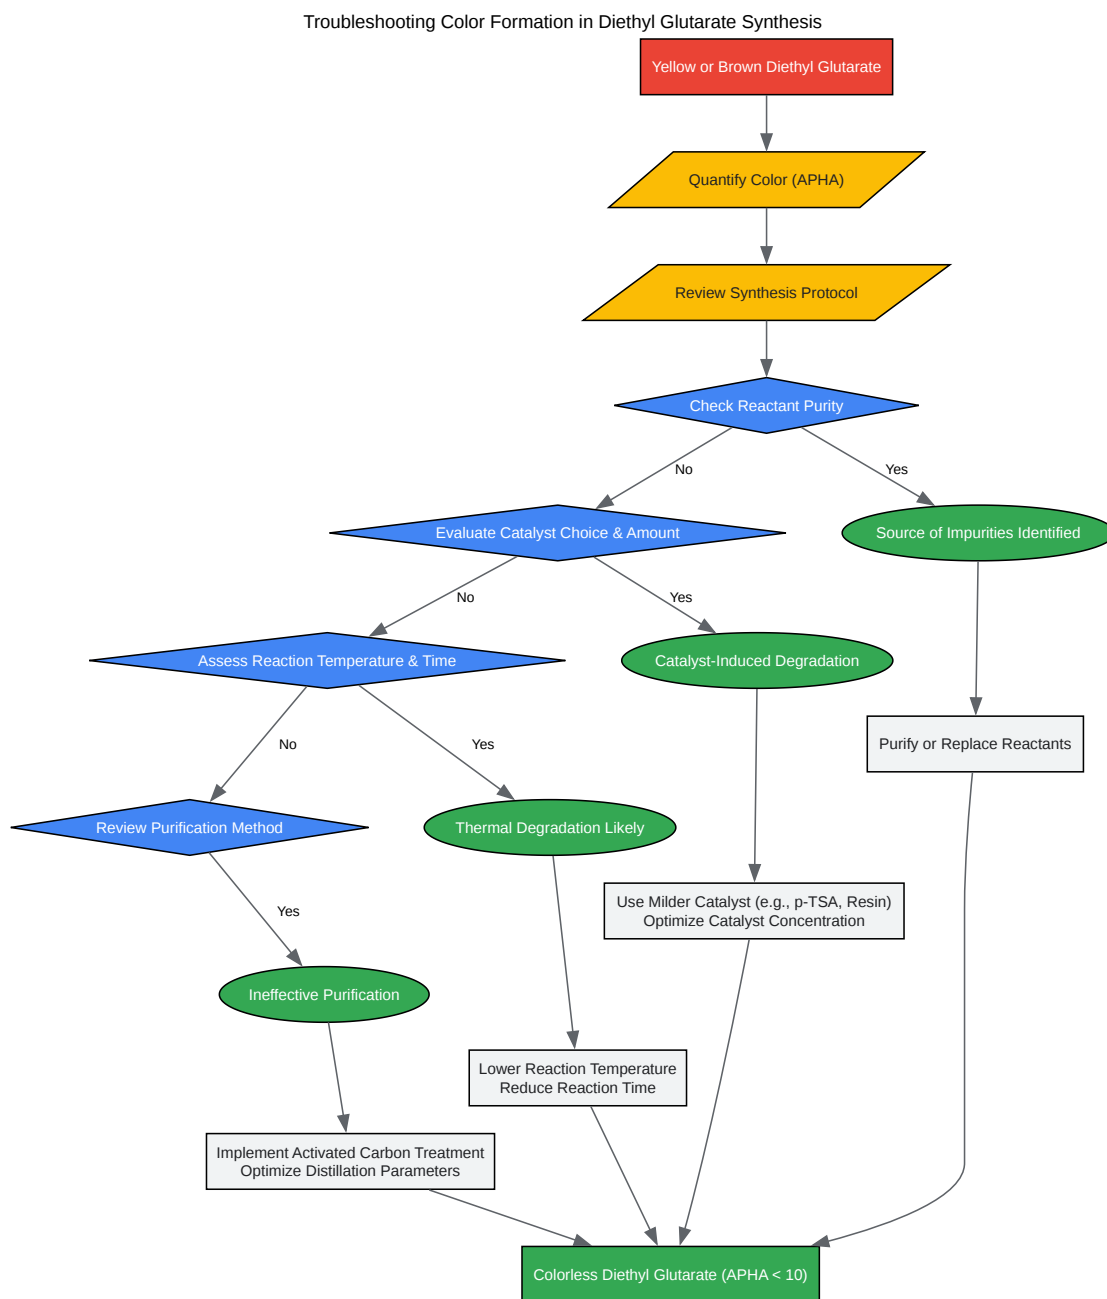 Troubleshooting Color Formation in Diethyl Glutarate Synthesis
Yellow or Brown Diethyl Glutarate
Quantify Color (APHA)
Review Synthesis Protocol
Check Reactant Purity
No
Yes
Evaluate Catalyst Choice & Amount
Source of Impurities Identified
No
Yes
Assess Reaction Temperature & Time
Catalyst-Induced Degradation
No
Yes
Purify or Replace Reactants
Review Purification Method
Thermal Degradation Likely
Use Milder Catalyst (e.g., p-TSA, Resin)
Optimize Catalyst Concentration
Yes
Ineffective Purification
Lower Reaction Temperature
Reduce Reaction Time
Implement Activated Carbon Treatment
Optimize Distillation Parameters
Colorless Diethyl Glutarate (APHA < 10)